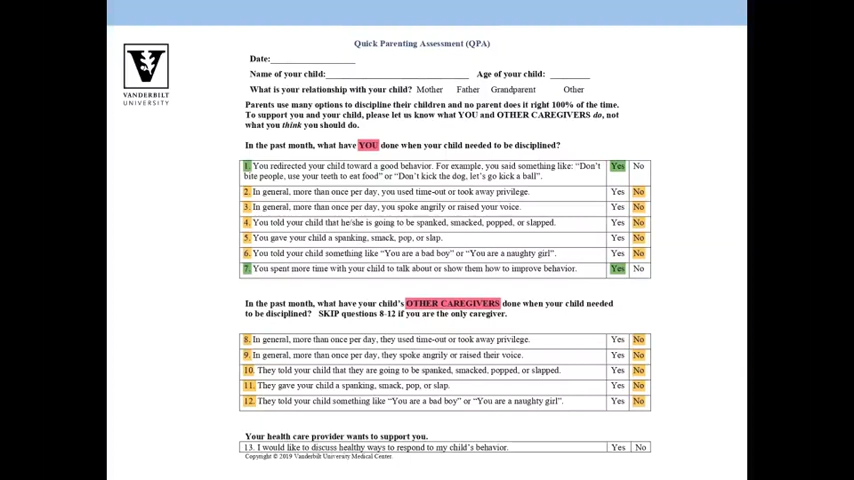 Quick Parenting Assessment (QPA)
VANDERBILT
UNIVERSITY
Date:___________________
Name of your child:________________________________ Age of your child: _________
What is your relationship with your child? Mother Father Grandparent Other
Parents use many options to discipline their children and no parent does it right 100% of the time.
To support you and your child, please let us know what YOU and OTHER CAREGIVERS do, not
what you think you should do.
In the past month, what have YOU done when your child needed to be disciplined?
1. You redirected your child toward a good behavior. For example, you said something like: “Don’t Yes No
bite people, use your teeth to eat food” or “Don’t kick the dog, let’s go kick a ball”.
2. In general, more than once per day, you used time-out or took away privilege. Yes No
3. In general, more than once per day, you spoke angrily or raised your voice. Yes No
4. You told your child that he/she is going to be spanked, smacked, popped, or slapped. Yes No
5. You gave your child a spanking, smack, pop, or slap. Yes No
6. You told your child something like “You are a bad boy” or “You are a naughty girl”. Yes No
7. You spent more time with your child to talk about or show them how to improve behavior. Yes No
In the past month, what have your child’s OTHER CAREGIVERS done when your child needed
to be disciplined? SKIP questions 8-12 if you are the only caregiver.
8. In general, more than once per day, they used time-out or took away privilege. Yes No
9. In general, more than once per day, they spoke angrily or raised their voice. Yes No
10. They told your child that they are going to be spanked, smacked, popped, or slapped. Yes No
11. They gave your child a spanking, smack, pop, or slap. Yes No
12. They told your child something like “You are a bad boy” or “You are a naughty girl”. Yes No
Your health care provider wants to support you.
13. I would like to discuss healthy ways to respond to my child’s behavior. Yes No
Copyright © 2019 Vanderbilt University Medical Center.